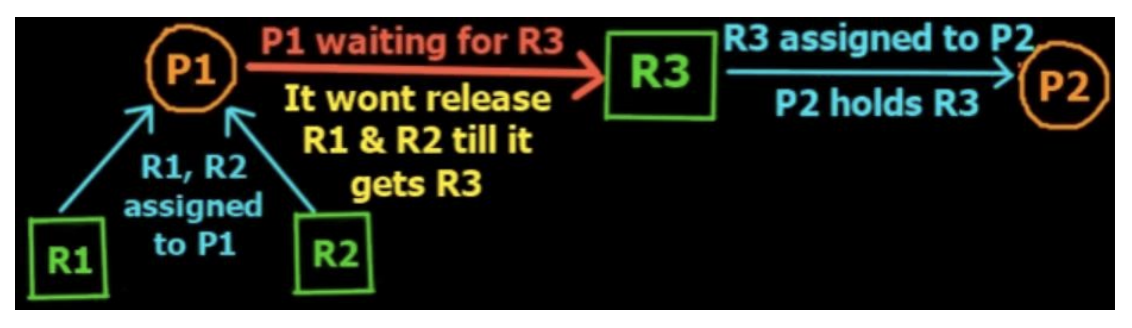 P1
P1 waiting for R3
It wont release
R1 & R2 till it
gets R3
R3
R3 assigned to P2
P2 holds R3
P2
R1, R2
assigned
to P1
R1
R2